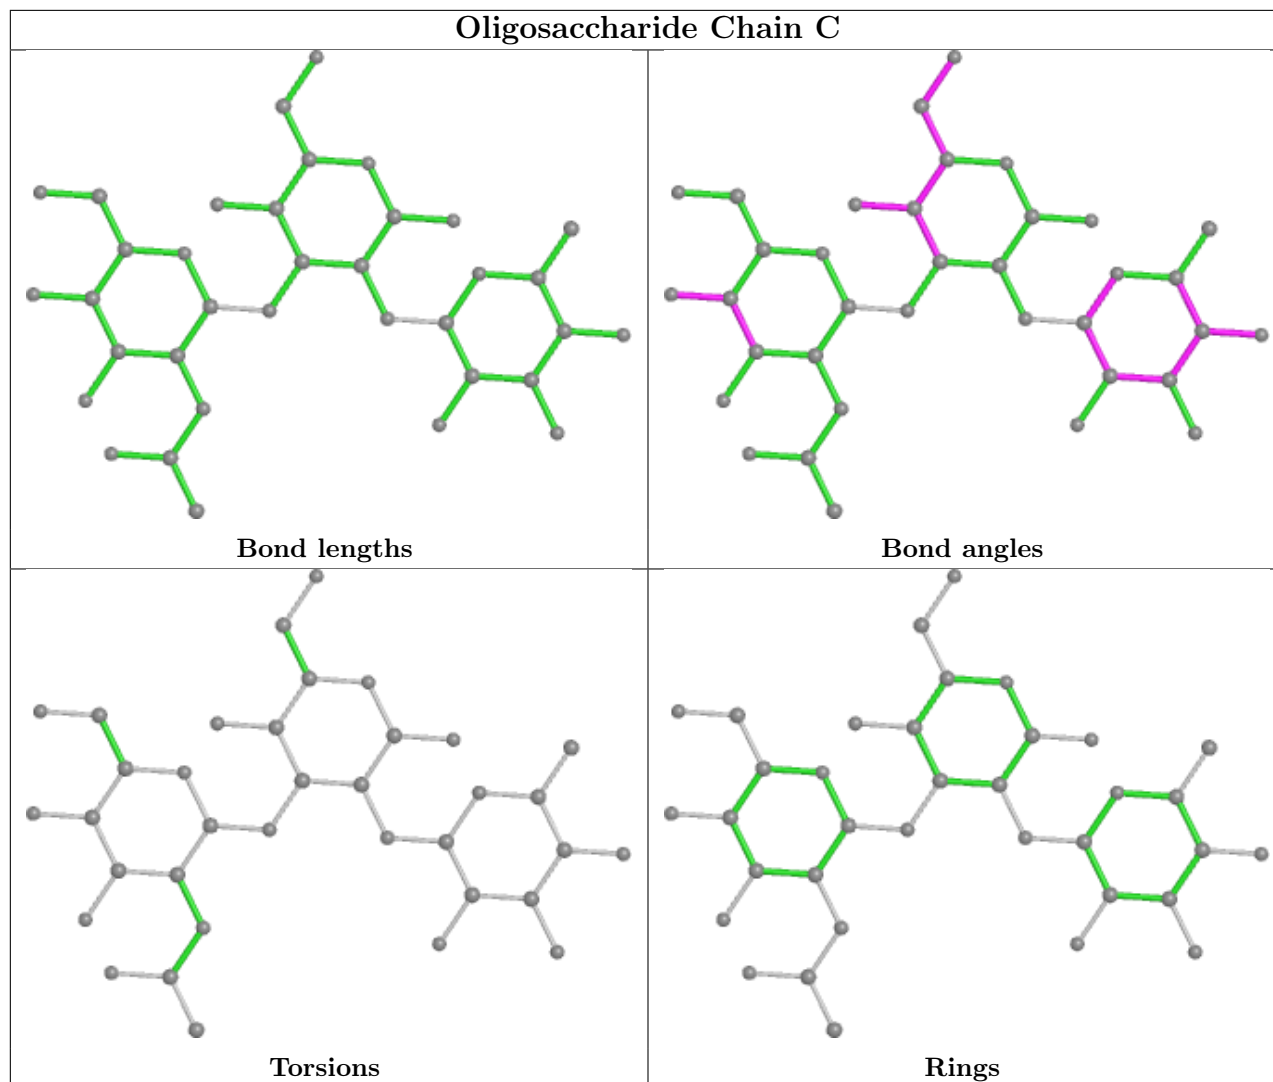 Oligosaccharide Chain C
Bond lengths
Bond angles
Torsions
Rings